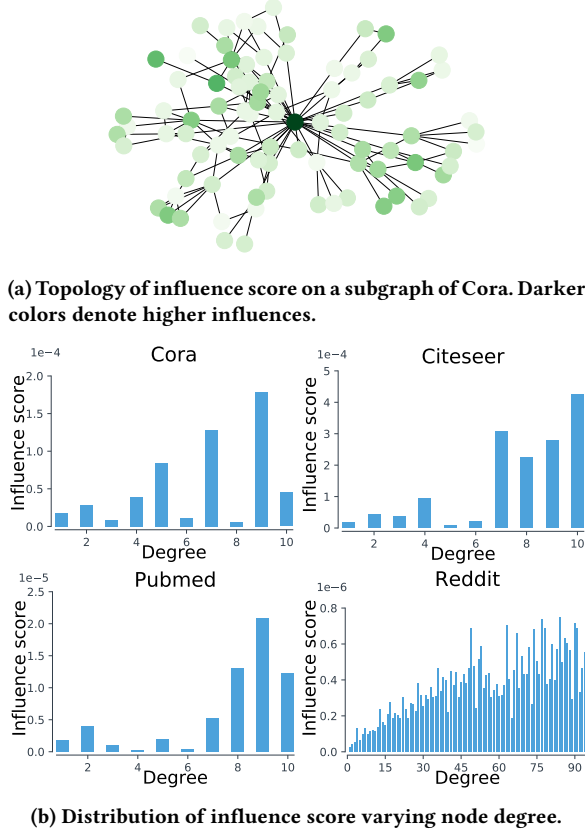 (a) Topology of influence score on a subgraph of Cora. Darker
colors denote higher influences.
1e−4
Cora
Influence score
2.0
1.5
1.0
0.5
0.0
2 4 6 8 10
Degree
1e−4
Citeseer
Influence score
5
4
3
2
1
0
2 4 6 8 10
Degree
1e−5
Pubmed
Influence score
2.5
2.0
1.5
1.0
0.5
0.0
2 4 6 8 10
Degree
1e−6
Reddit
Influence score
0.8
0.6
0.4
0.2
0.0
0 15 30 45 60 75 90
Degree
(b) Distribution of influence score varying node degree.